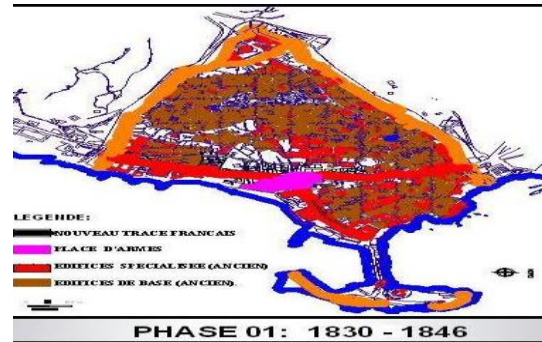 LEGENDE:
NOUVEAU TRACE FRANCAIS
PLACE D'ARMES
EDIFICES SPECIALISEE (ANCIEN)
EDIFICES DE BASE (ANCIEN).
PHASE 01: 1830 - 1846